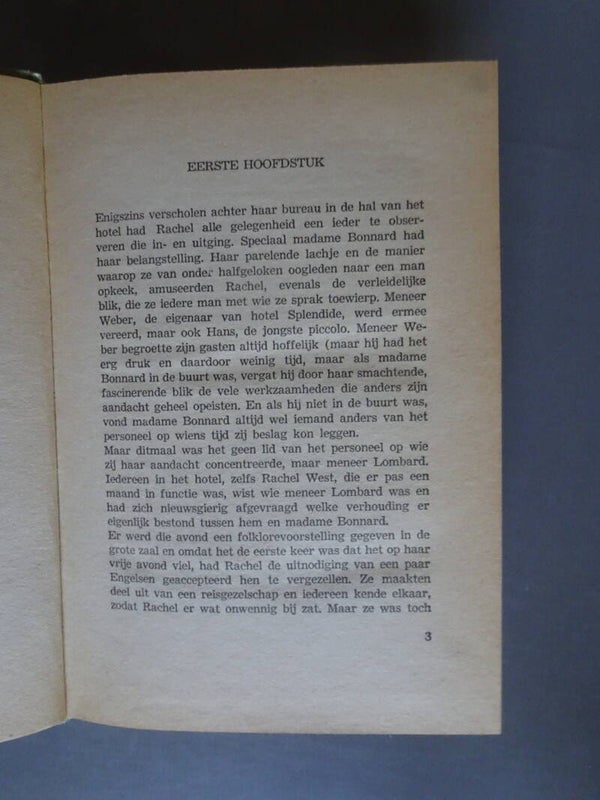 EERSTE HOOFDSTUK
Enigszins verscholen achter haar bureau in de hal van het
hotel had Rachel alle gelegenheid een ieder te obser-
veren die in- en uitging. Speciaal madame Bonnard had
haar belangstelling. Haar parelende lachje en de manier
waarop ze van onder halfgeloken oogleden naar een man
opkeek, amuseerden Rachel, evenals de verleidelijke
blik, die ze iedere man met wie ze sprak toewierp. Meneer
Weber, de eigenaar van hotel Splendide, werd ermee
vereerd, maar ook Hans, de jongste piccolo. Meneer We-
ber begroette zijn gasten altijd hoffelijk (maar hij had het
erg druk en daardoor weinig tijd, maar als madame
Bonnard in de buurt was, vergat hij door haar smachtende,
fascinerende blik de vele werkzaamheden die anders zijn
aandacht geheel opeisten. En als hij niet in de buurt was,
vond madame Bonnard altijd wel iemand anders van het
personeel op wiens tijd zij beslag kon leggen.
Maar ditmaal was het geen lid van het personeel op wie
zij haar aandacht concentreerde, maar meneer Lombard.
Iedereen in het hotel, zelfs Rachel West, die er pas een
maand in functie was, wist wie meneer Lombard was en
had zich nieuwsgierig afgevraagd welke verhouding er
eigenlijk bestond tussen hem en madame Bonnard.
Er werd die avond een folklorevoorstelling gegeven in de
grote zaal en omdat het de eerste keer was dat het op haar
vrije avond viel, had Rachel de uitnodiging van een paar
Engelsen geaccepteerd hen te vergezellen. Ze maakten
deel uit van een reisgezelschap en iedereen kende elkaar,
zodat Rachel er wat onwennig bij zat. Maar ze was toch
3